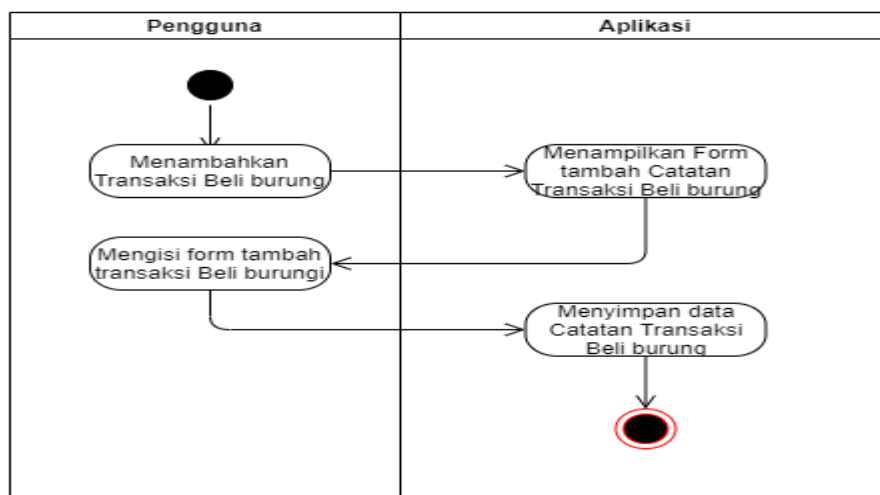 Pengguna
Aplikasi
Menambahkan
Transaksi Beli burung
Menampilkan Form
tambah Catatan
Transaksi Beli burung
Mengisi form tambah
transaksi Beli burungi
Menyimpan data
Catatan Transaksi
Beli burung